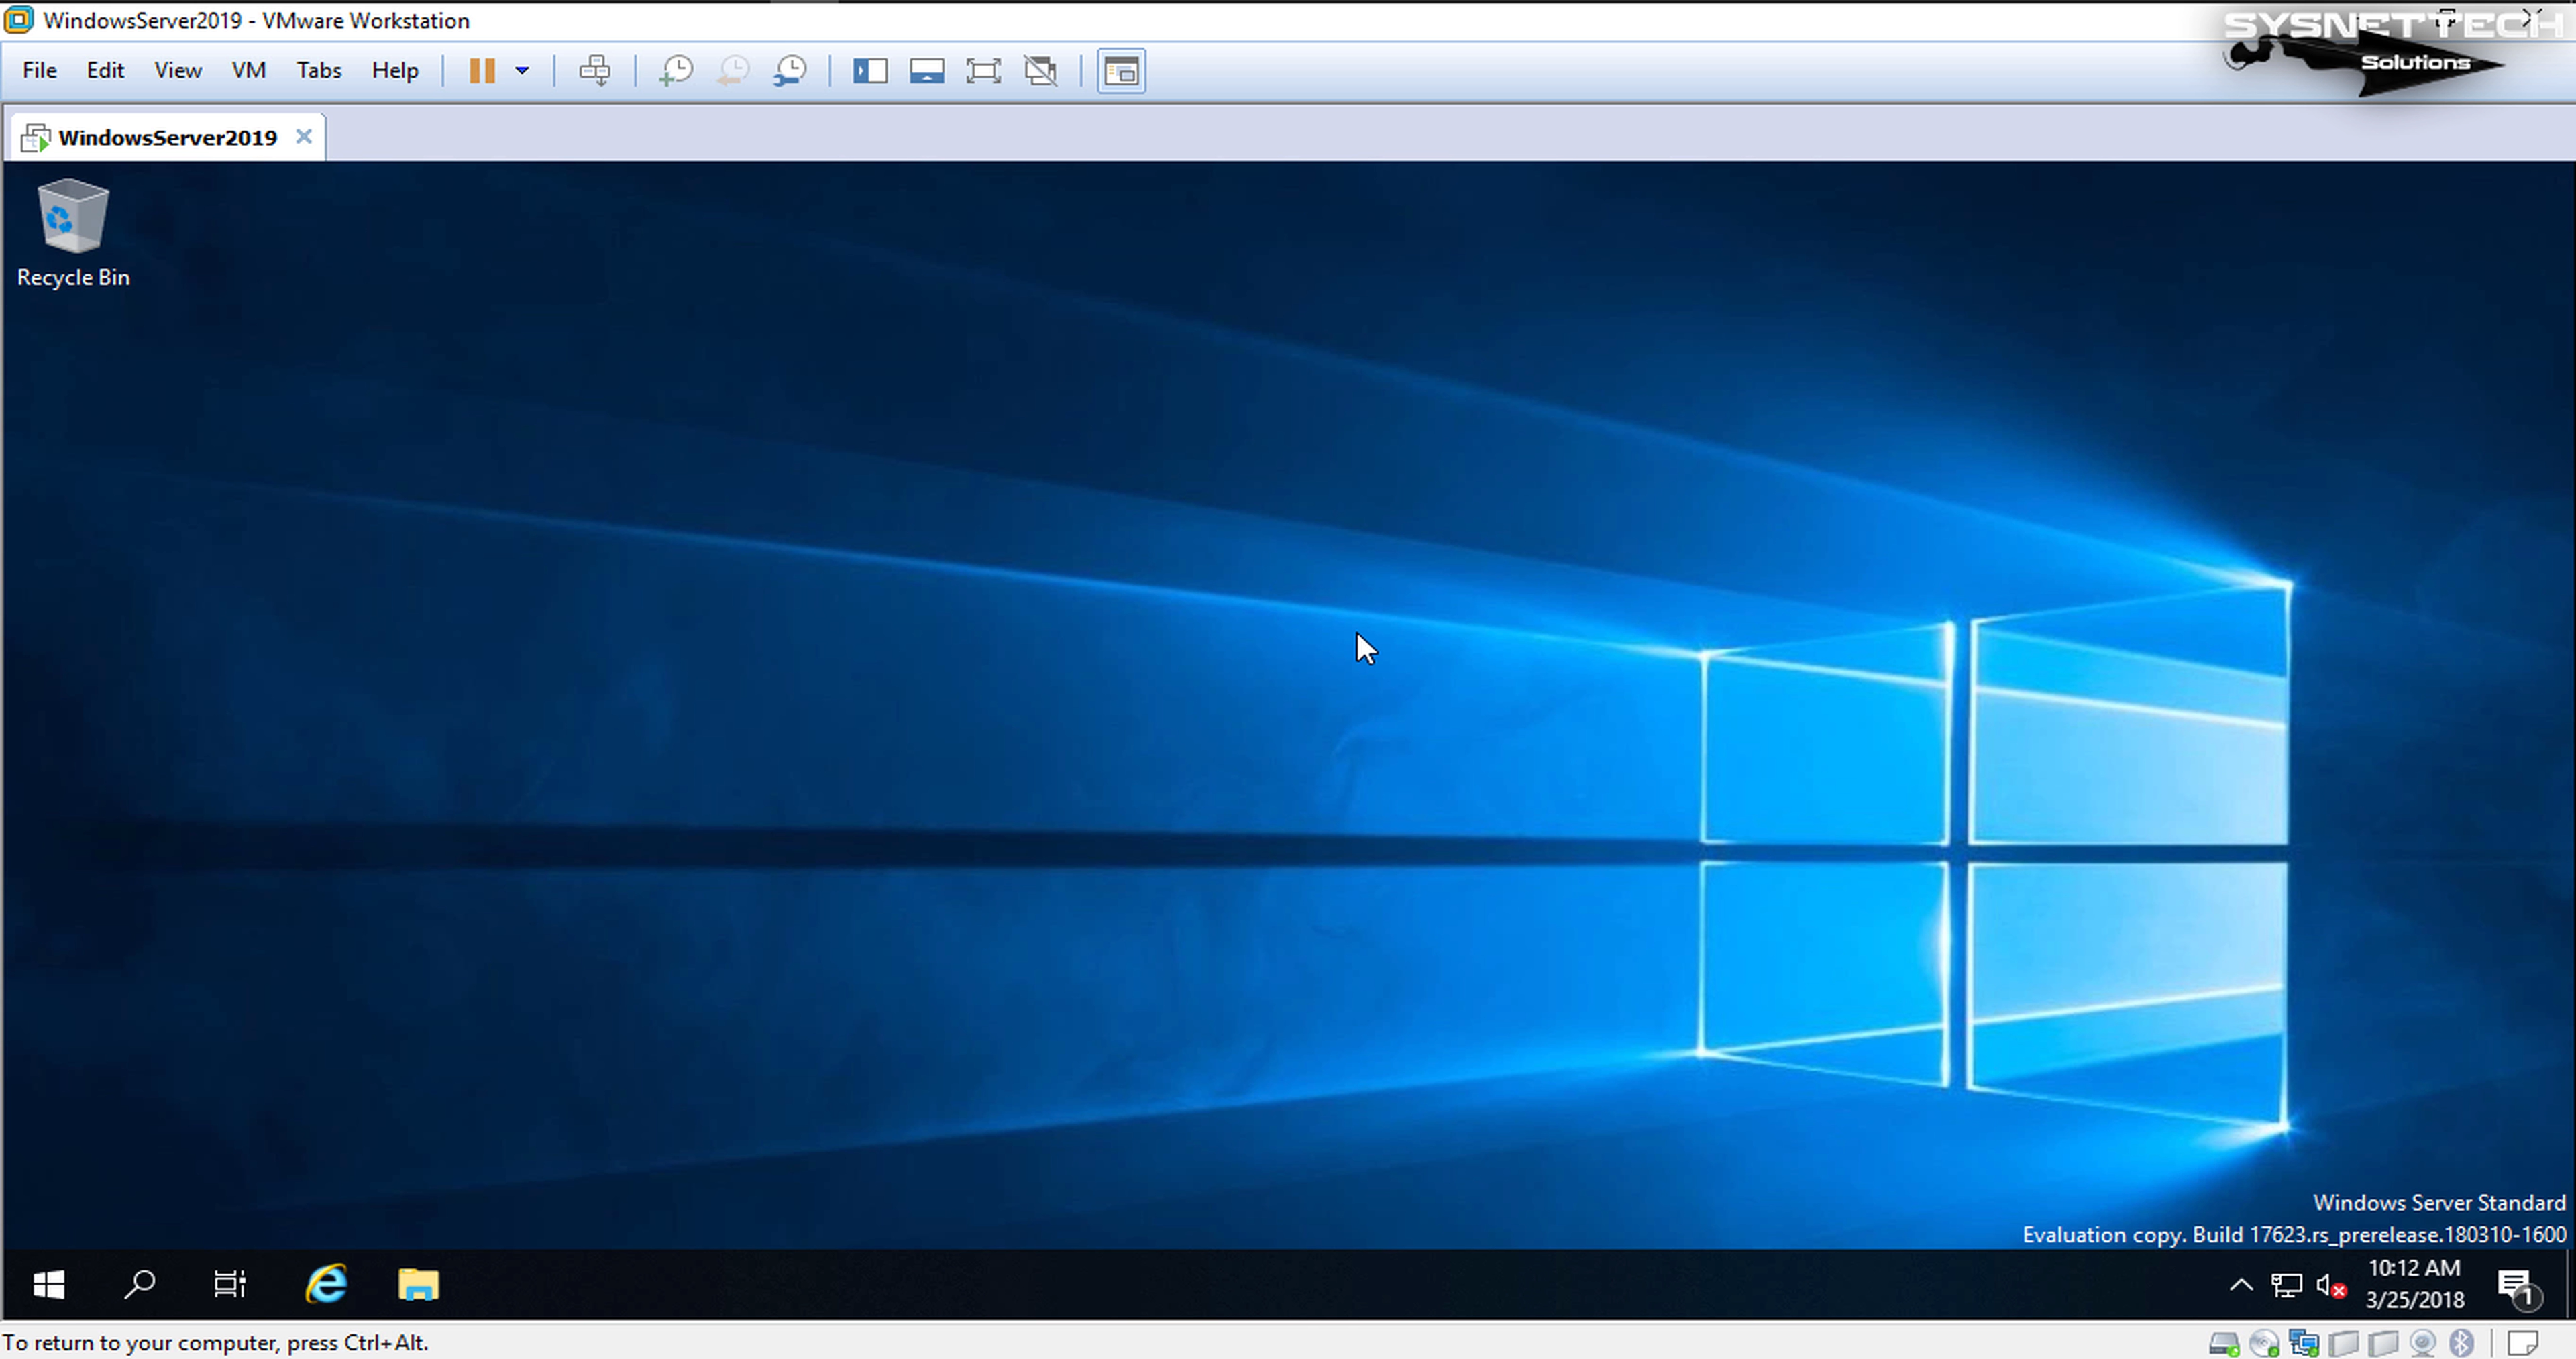 WindowsServer2019 - VMware Workstation
SYSNETTECH
Solutions
File Edit View VM Tabs Help
WindowsServer2019
Recycle Bin
Windows Server Standard
Evaluation copy. Build 17623.rs_prerelease.180310-1600
10:12 AM
3/25/2018
1
To return to your computer, press Ctrl+Alt.